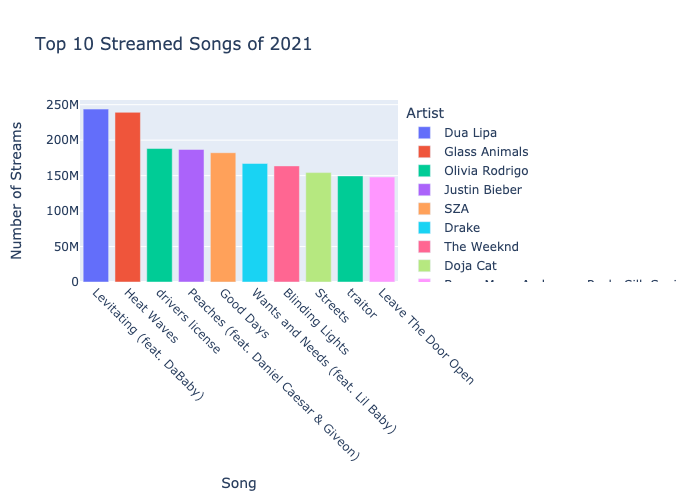 Top 10 Streamed Songs of 2021
Number of Streams
250M
200M
150M
100M
50M
0
Levitating (feat. DaBaby)
Heat Waves
drivers license
Peaches (feat. Daniel Caesar & Giveon)
Good Days
Wants and Needs (feat. Lil Baby)
Blinding Lights
Streets
traitor
Leave The Door Open
Song
Artist
Dua Lipa
Glass Animals
Olivia Rodrigo
Justin Bieber
SZA
Drake
The Weeknd
Doja Cat